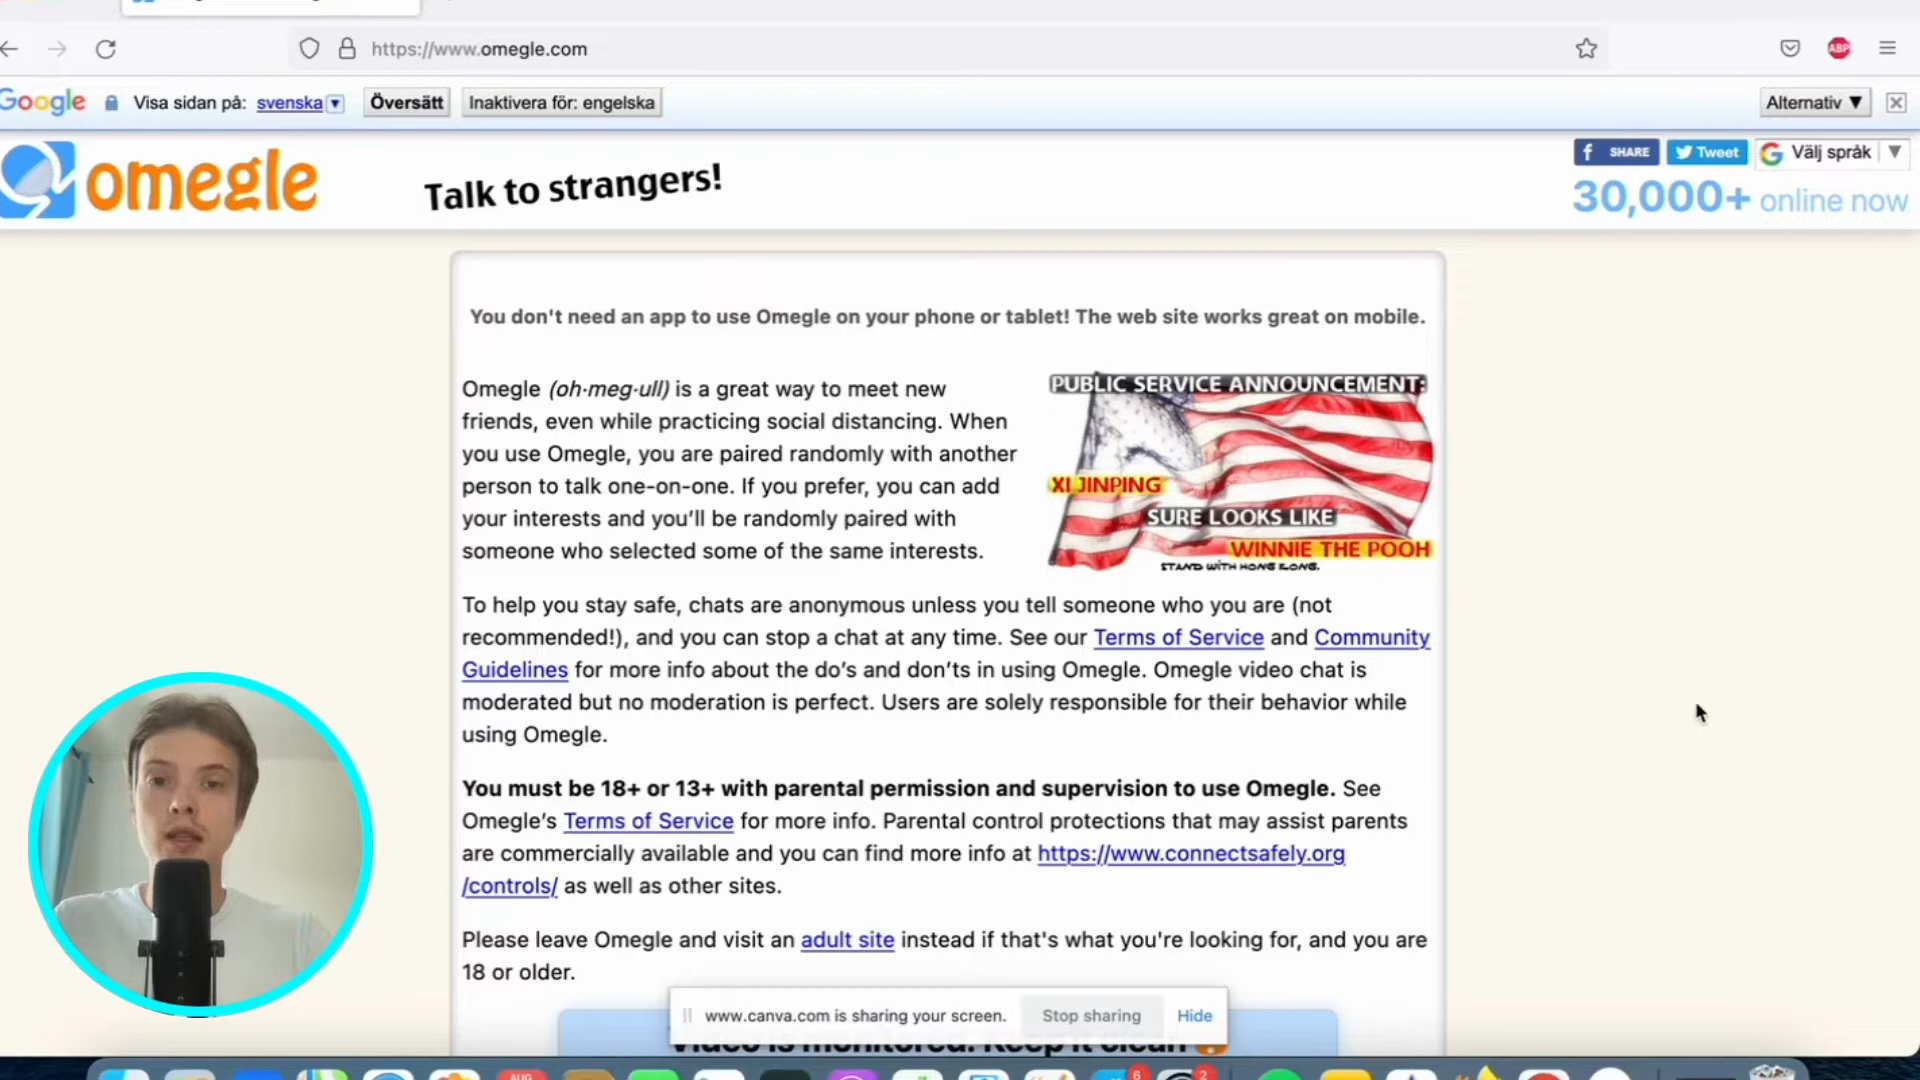 https://www.omegle.com
ABP
Google Visa sidan på: svenska Översätt Inaktivera för: engelska Alternativ
omegle Talk to strangers!
SHARE Tweet Välj språk
30,000+ online now
You don't need an app to use Omegle on your phone or tablet! The web site works great on mobile.
Omegle (oh·meg·ull) is a great way to meet new
friends, even while practicing social distancing. When
you use Omegle, you are paired randomly with another
person to talk one-on-one. If you prefer, you can add
your interests and you’ll be randomly paired with
someone who selected some of the same interests.
PUBLIC SERVICE ANNOUNCEMENT:
XI JINPING
SURE LOOKS LIKE
WINNIE THE POOH
STAND WITH HONG KONG.
To help you stay safe, chats are anonymous unless you tell someone who you are (not
recommended!), and you can stop a chat at any time. See our Terms of Service and Community
Guidelines for more info about the do’s and don’ts in using Omegle. Omegle video chat is
moderated but no moderation is perfect. Users are solely responsible for their behavior while
using Omegle.
You must be 18+ or 13+ with parental permission and supervision to use Omegle. See
Omegle’s Terms of Service for more info. Parental control protections that may assist parents
are commercially available and you can find more info at https://www.connectsafely.org
/controls/ as well as other sites.
Please leave Omegle and visit an adult site instead if that's what you're looking for, and you are
18 or older.
www.canva.com is sharing your screen. Stop sharing Hide
Video is monitored. Keep it clean
AUG 6 2